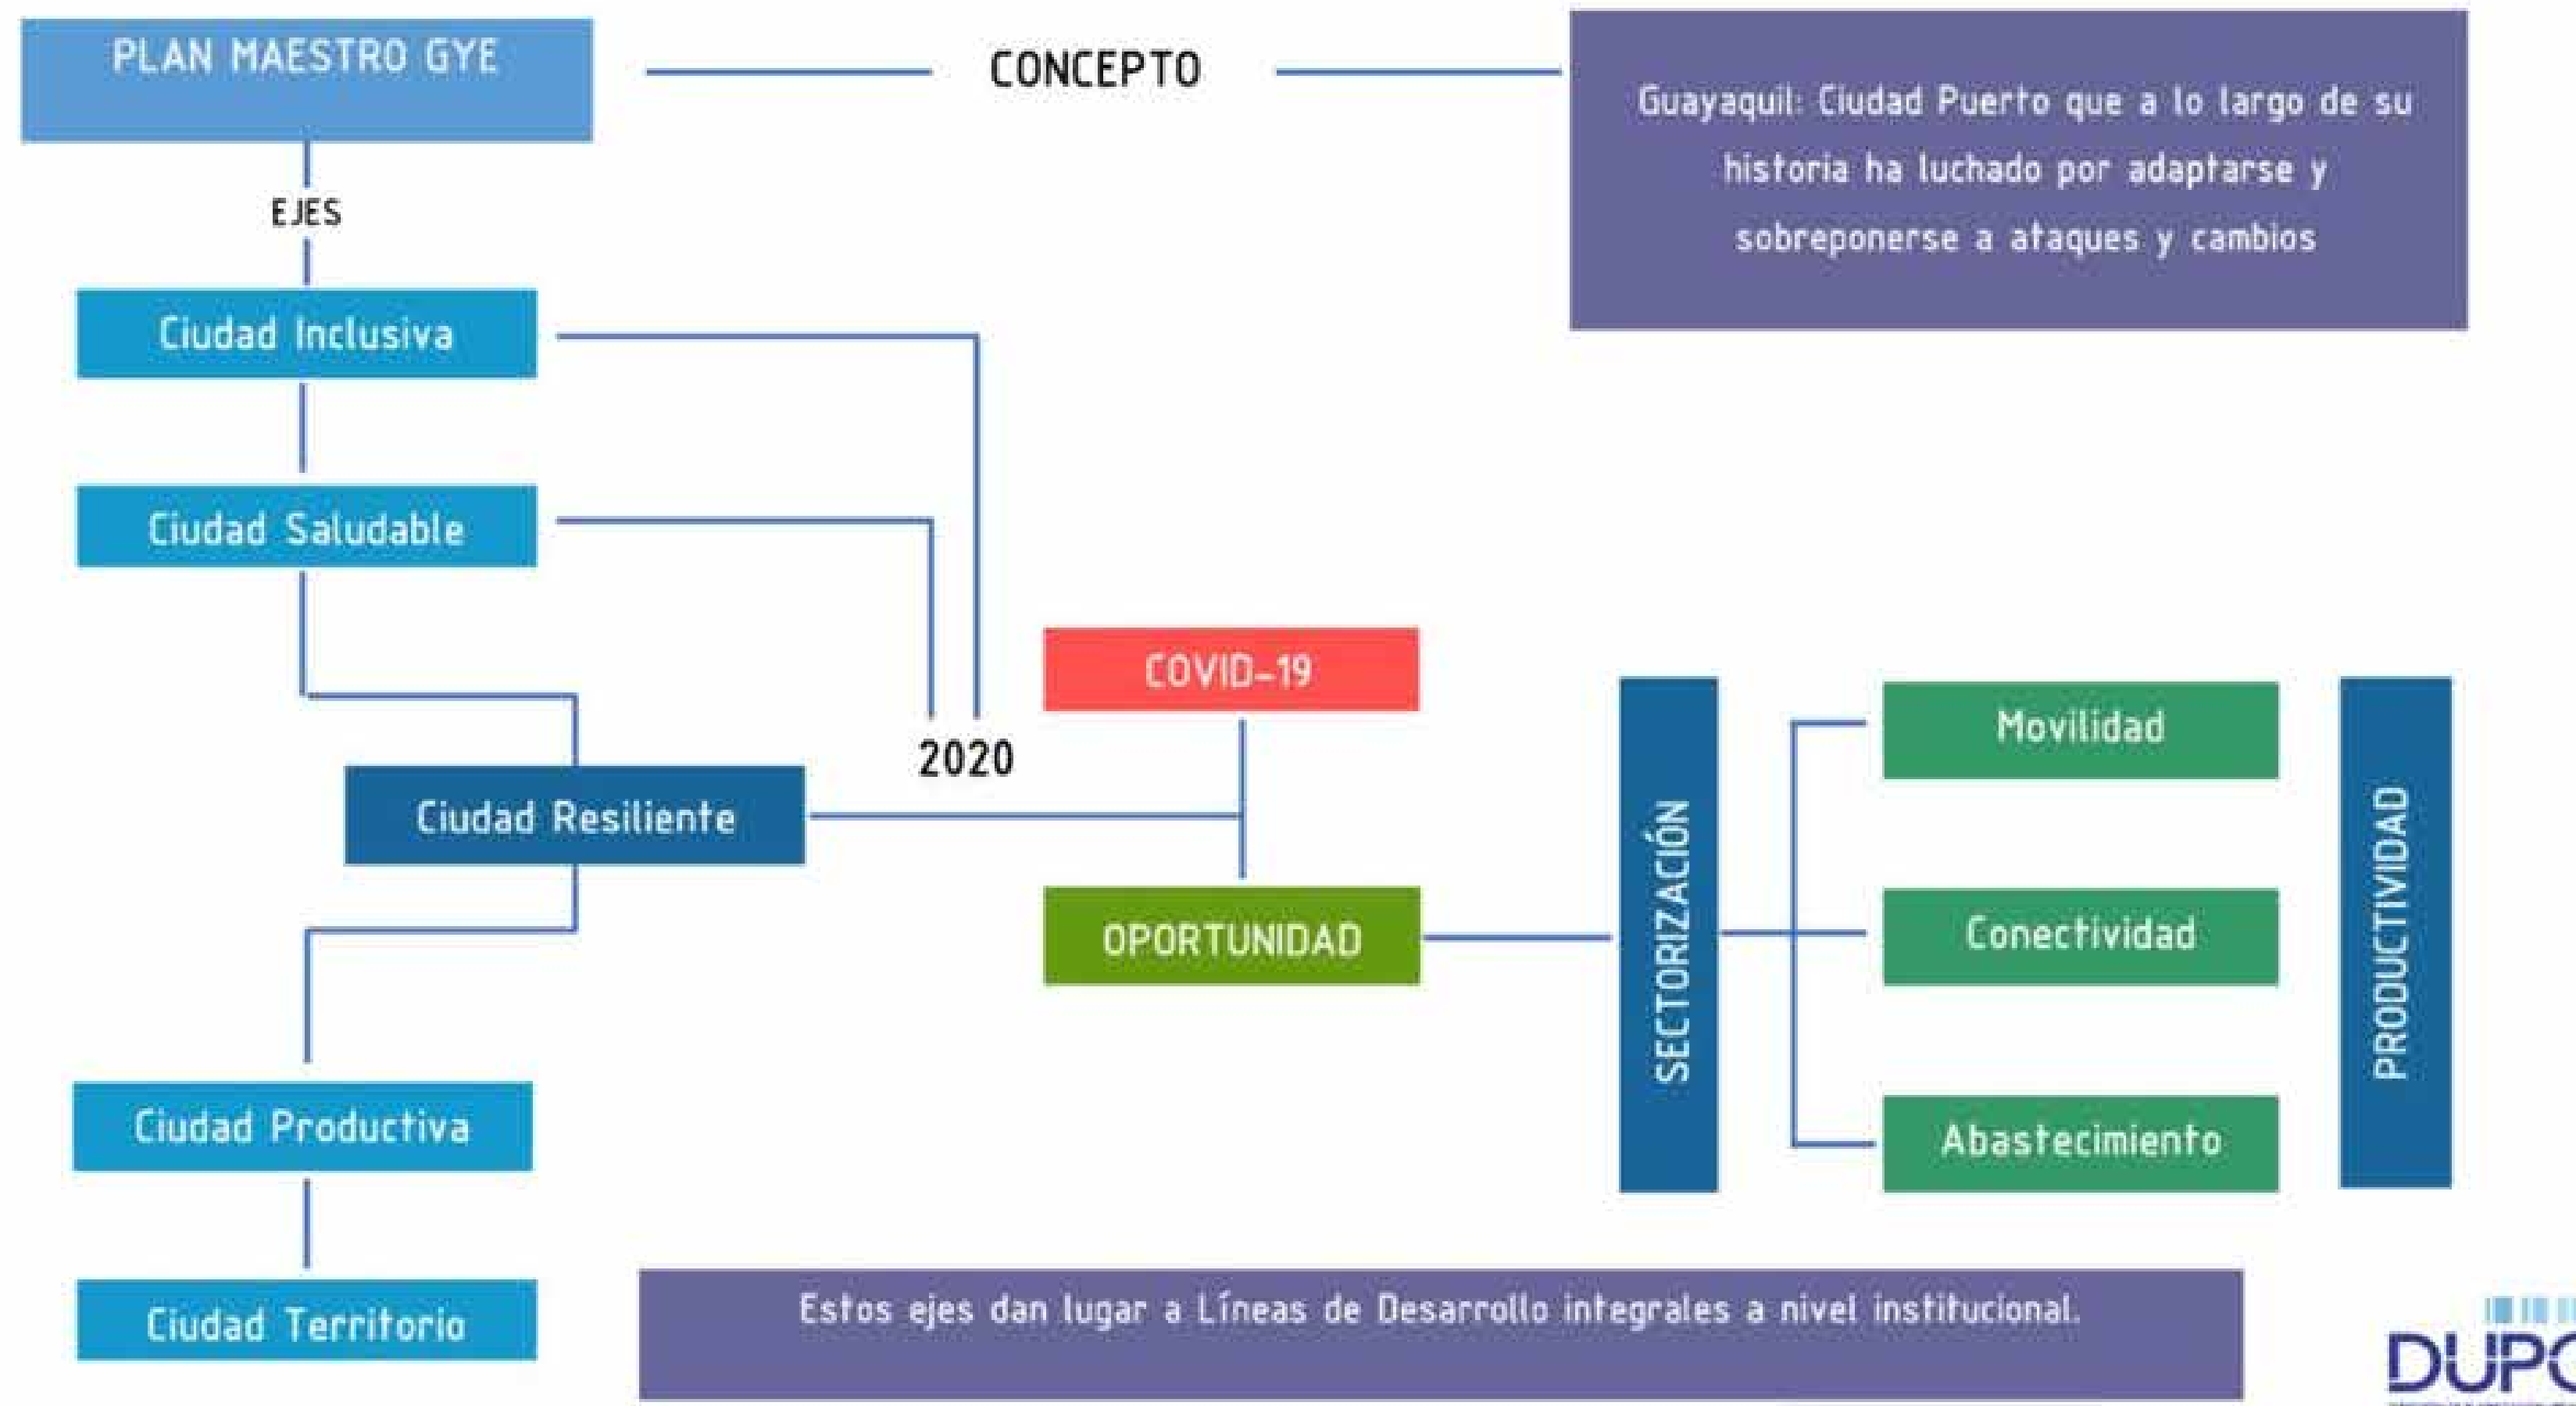 PLAN MAESTRO GYE
CONCEPTO
Guayaquil: Ciudad Puerto que a lo largo de su
historia ha luchado por adaptarse y
sobreponerse a ataques y cambios
EJES
Ciudad Inclusiva
Ciudad Saludable
COVID-19
2020
Ciudad Resiliente
OPORTUNIDAD
SECTORIZACIÓN
Movilidad
Conectividad
Abastecimiento
PRODUCTIVIDAD
Ciudad Productiva
Ciudad Territorio
Estos ejes dan lugar a Líneas de Desarrollo integrales a nivel institucional.